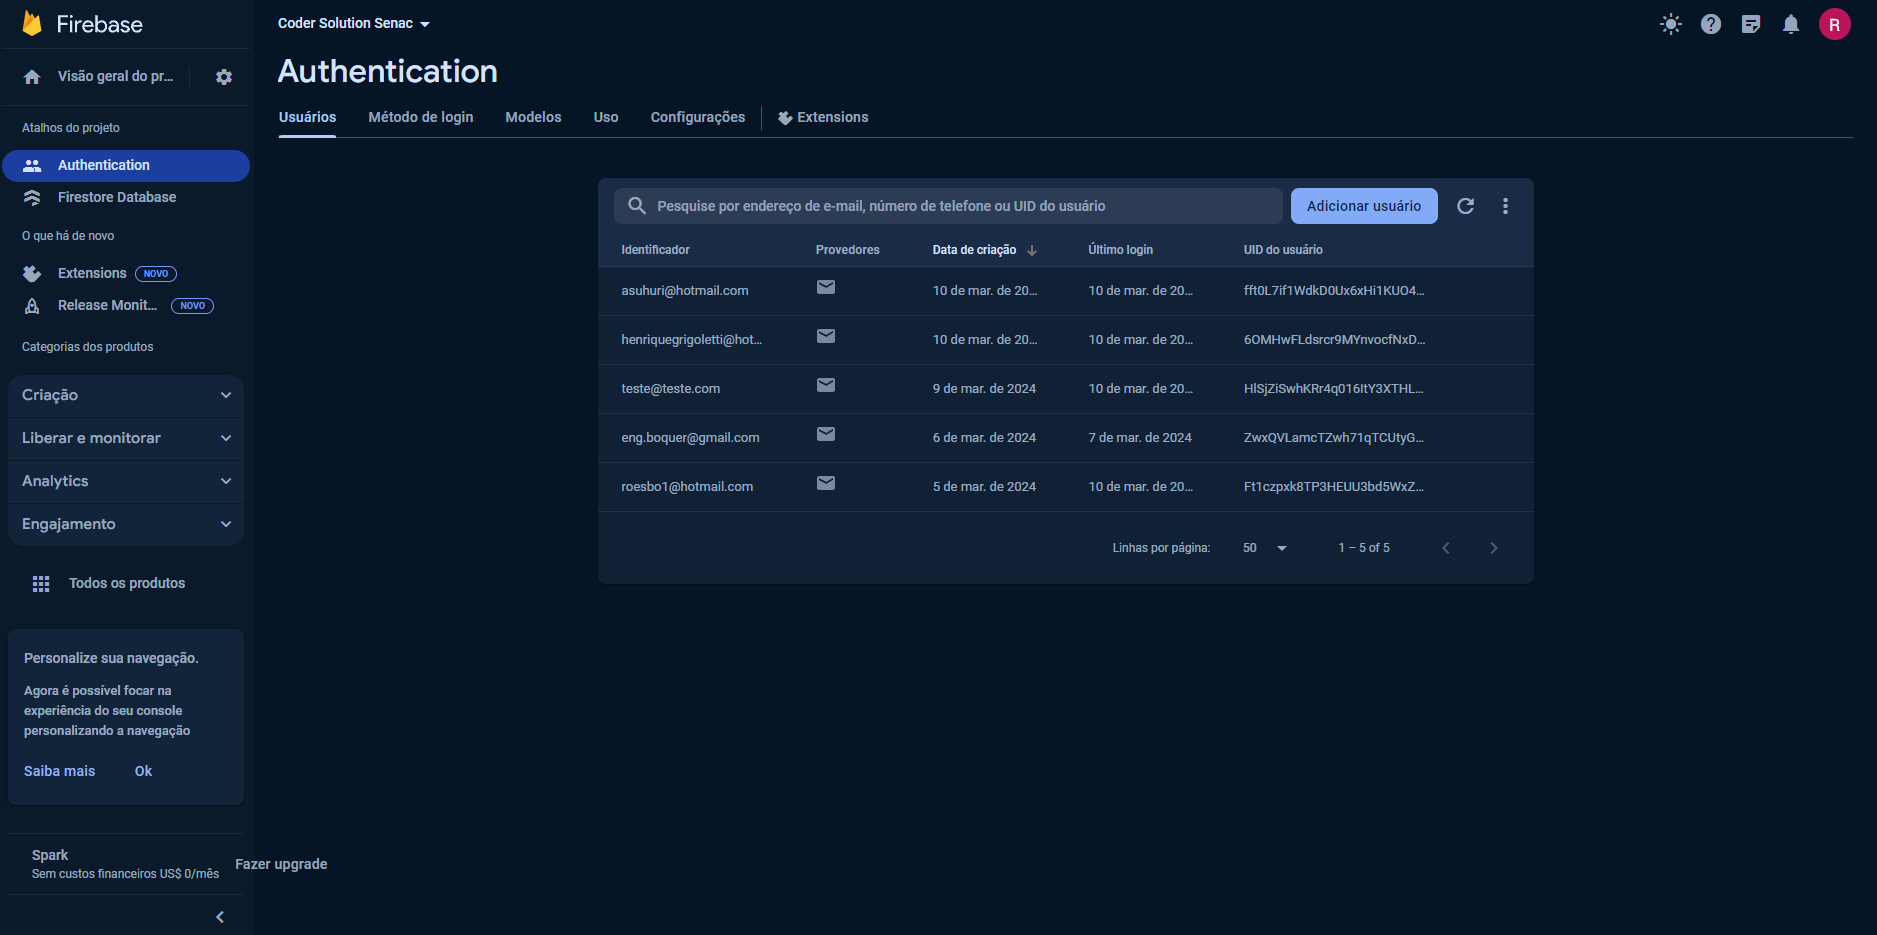 Firebase
Visão geral do pr...
Atalhos do projeto
Authentication
Firestore Database
O que há de novo
Extensions NOVO
Release Monit... NOVO
Categorias dos produtos
Criação
Liberar e monitorar
Analytics
Engajamento
Todos os produtos
Personalize sua navegação.
Agora é possível focar na
experiência do seu console
personalizando a navegação
Saiba mais Ok
Spark
Sem custos financeiros US$ 0/mês
Fazer upgrade
Coder Solution Senac
R
Authentication
Usuários Método de login Modelos Uso Configurações Extensions
Pesquise por endereço de e-mail, número de telefone ou UID do usuário Adicionar usuário
Identificador Provedores Data de criação Último login UID do usuário
asuhuri@hotmail.com 10 de mar. de 20... 10 de mar. de 20... fft0L7if1WdkD0Ux6xHi1KUO4...
henriquegrigoletti@hot... 10 de mar. de 20... 10 de mar. de 20... 6OMHwFLdsrcr9MYnvocfNxD...
teste@teste.com 9 de mar. de 2024 10 de mar. de 20... HlSjZiSwhKRr4q016ItY3XTHL...
eng.boquer@gmail.com 6 de mar. de 2024 7 de mar. de 2024 ZwxQVLamcTZwh71qTCUtyG...
roesbo1@hotmail.com 5 de mar. de 2024 10 de mar. de 20... Ft1czpxk8TP3HEUU3bd5WxZ...
Linhas por página: 50 1 – 5 of 5